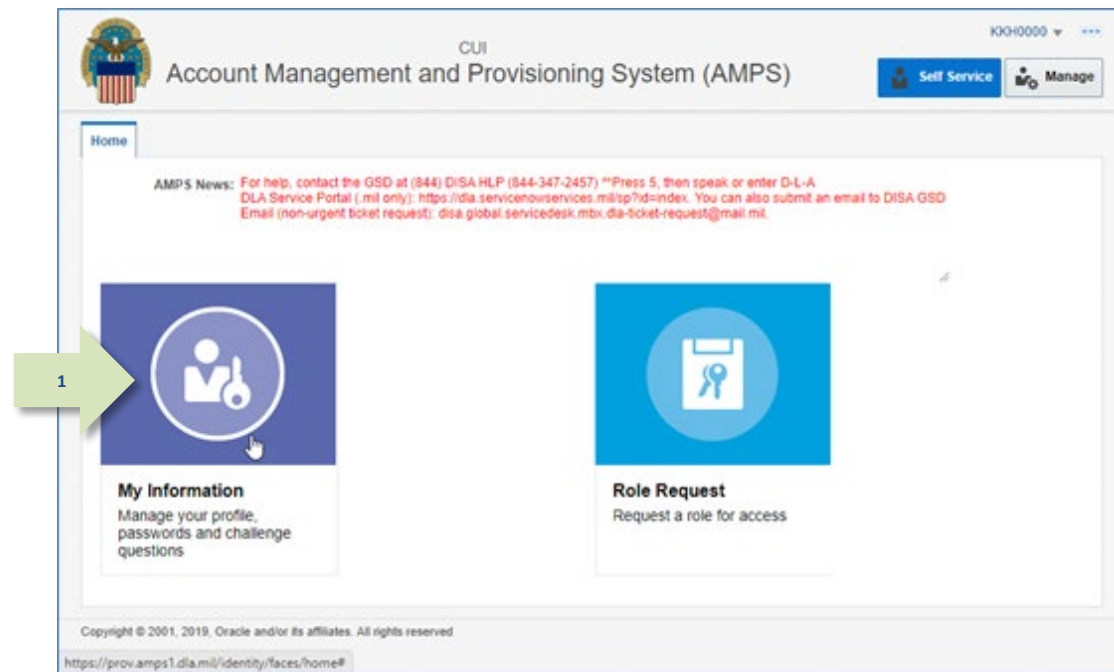 KKH0000
CUI
Account Management and Provisioning System (AMPS)
Self Service
Manage
Home
AMPS News: For help, contact the GSD at (844) DISA HLP (844-347-2457) **Press 5, then speak or enter D-L-A
DLA Service Portal (.mil only): https://dla.servicenowservices.mil/sp?id=index. You can also submit an email to DISA GSD
Email (non-urgent ticket request): disa.global.servicedesk.mbx.dla-ticket-request@mail.mil.
1
My Information
Manage your profile,
passwords and challenge
questions
Role Request
Request a role for access
Copyright © 2001, 2019, Oracle and/or its affiliates. All rights reserved
https://prov.amps1.dla.mil/identity/faces/home#